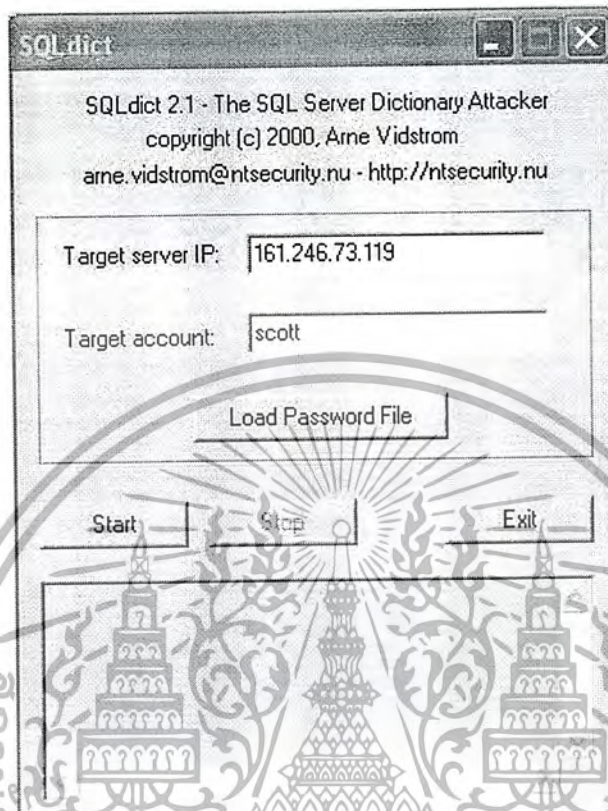 SQLdict
SQLdict 2.1 - The SQL Server Dictionary Attacker
copyright (c) 2000, Arne Vidstrom
arne.vidstrom@ntsecurity.nu - http://ntsecurity.nu
Target server IP: 161.246.73.119
Target account: scott
Load Password File
Start Stop Exit